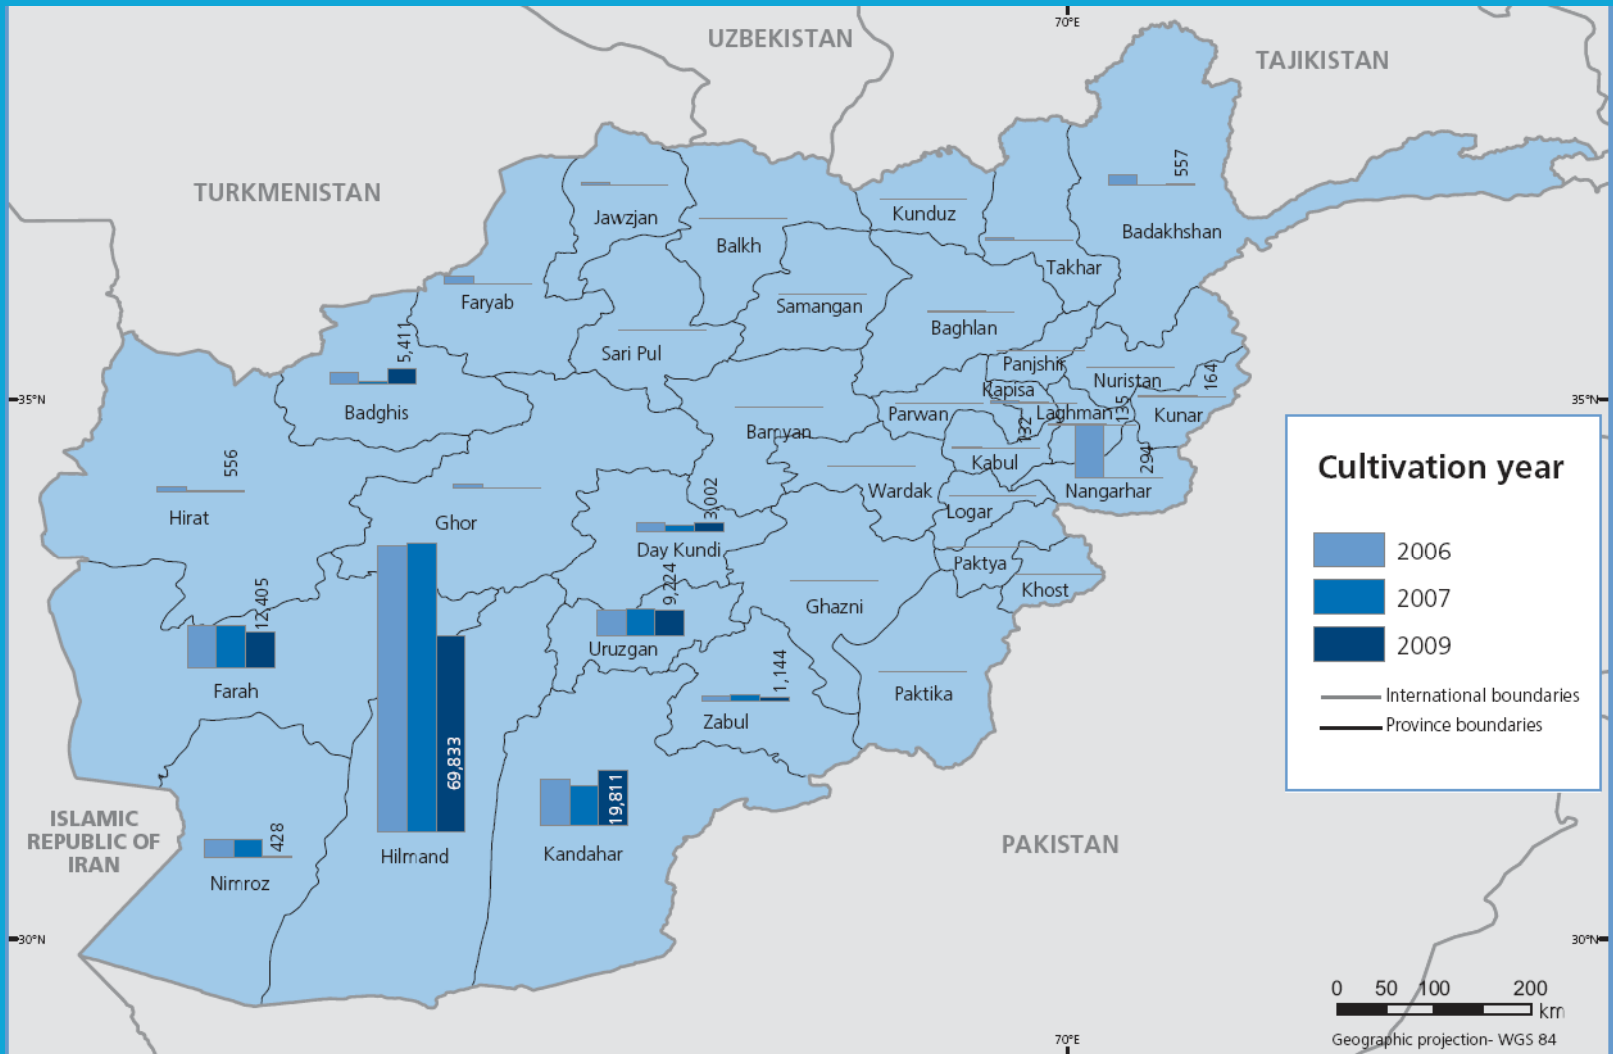 70°E
UZBEKISTAN
TAJIKISTAN
TURKMENISTAN
557
Jawzjan
Kunduz
Badakhshan
Balkh
Takhar
Faryab
Samangan
Baghlan
5,411
Sari Pul
Panjshir
Nuristan
164
Kapisa
35°N
35°N
Badghis
Parwan
Laghman
135
Kunar
132
Bamyan
Kabul
294
556
Wardak
Nangarhar
Hirat
Ghor
3,002
Logar
Day Kundi
Paktya
Khost
12,405
9,224
Ghazni
Uruzgan
Farah
1,144
Paktika
Zabul
69,833
19,811
ISLAMIC
REPUBLIC OF
IRAN
428
Hilmand
Kandahar
PAKISTAN
Nimroz
30°N
30°N
Cultivation year
2006
2007
2009
International boundaries
Province boundaries
0 50 100 200
km
Geographic projection- WGS 84
70°E